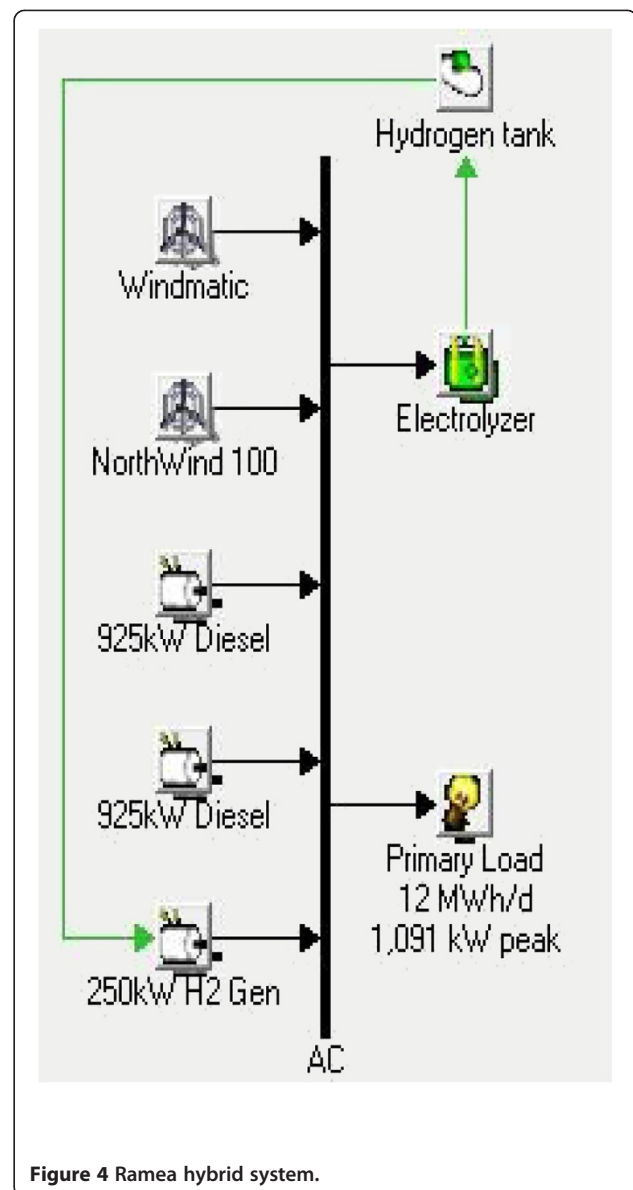 Hydrogen tank
Windmatic
Electrolyzer
NorthWind 100
925kW Diesel
925kW Diesel
Primary Load
12 MWh/d
1,091 kW peak
250kW H2 Gen
AC
Figure 4 Ramea hybrid system.